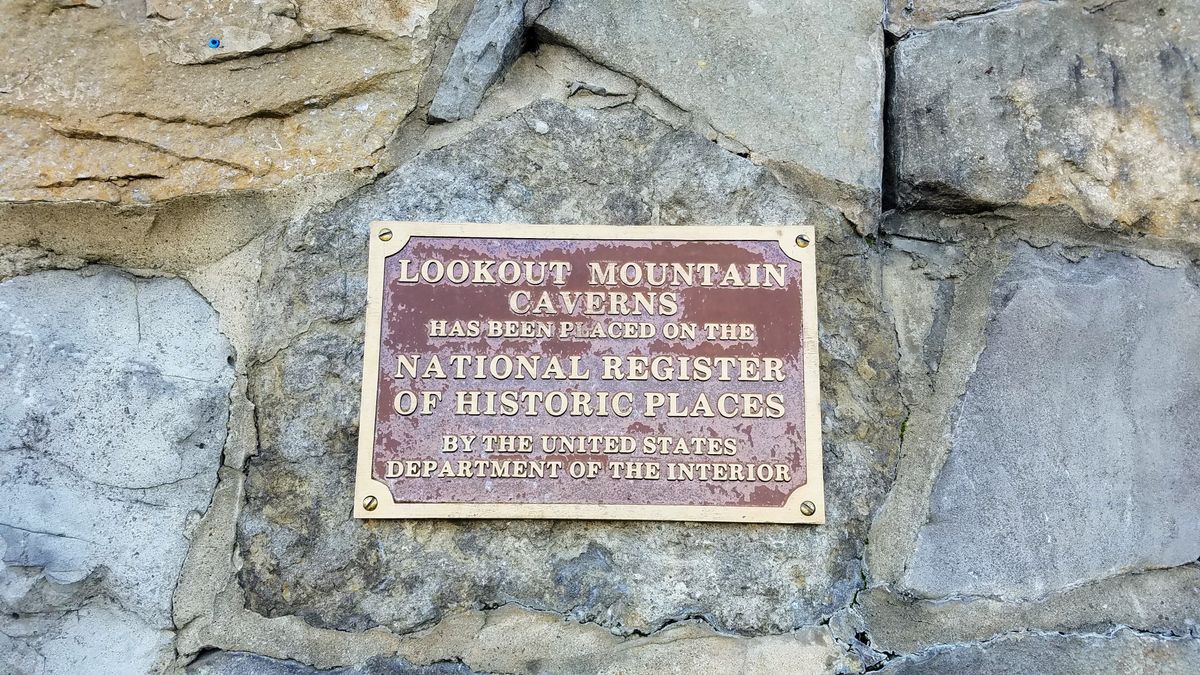 LOOKOUT MOUNTAIN
CAVERNS
HAS BEEN PLACED ON THE
NATIONAL REGISTER
OF HISTORIC PLACES
BY THE UNITED STATES
DEPARTMENT OF THE INTERIOR